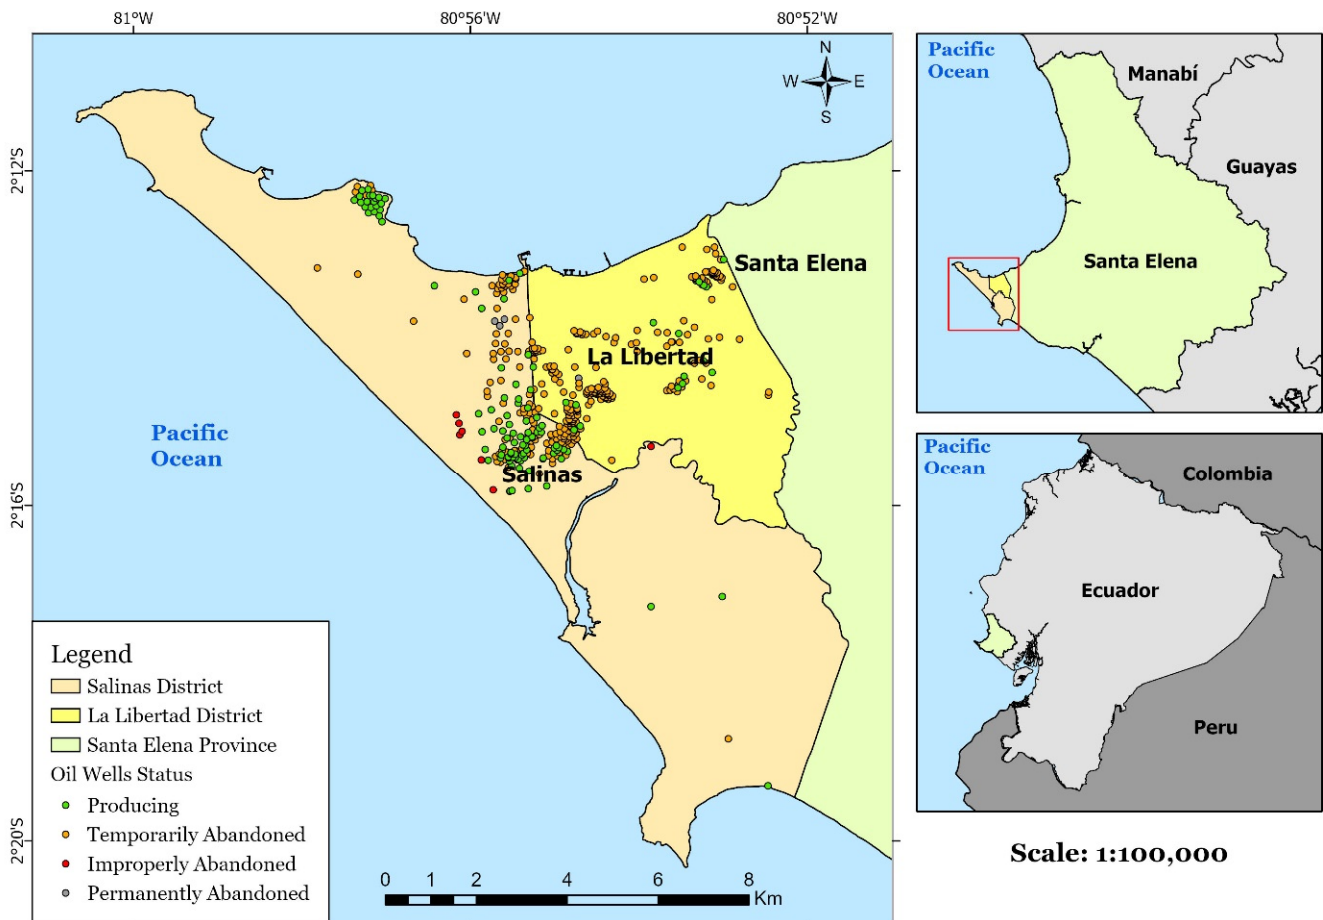 81°W
80°56'W
80°52'W
2°12'S
2°16'S
2°20'S
N
W
E
S
Santa Elena
La Libertad
Salinas
Pacific
Ocean
Legend
Salinas District
La Libertad District
Santa Elena Province
Oil Wells Status
Producing
Temporarily Abandoned
Improperly Abandoned
Permanently Abandoned
0 1 2 4 6 8
Km
Pacific
Ocean
Manabí
Guayas
Santa Elena
Pacific
Ocean
Colombia
Ecuador
Peru
Scale: 1:100,000